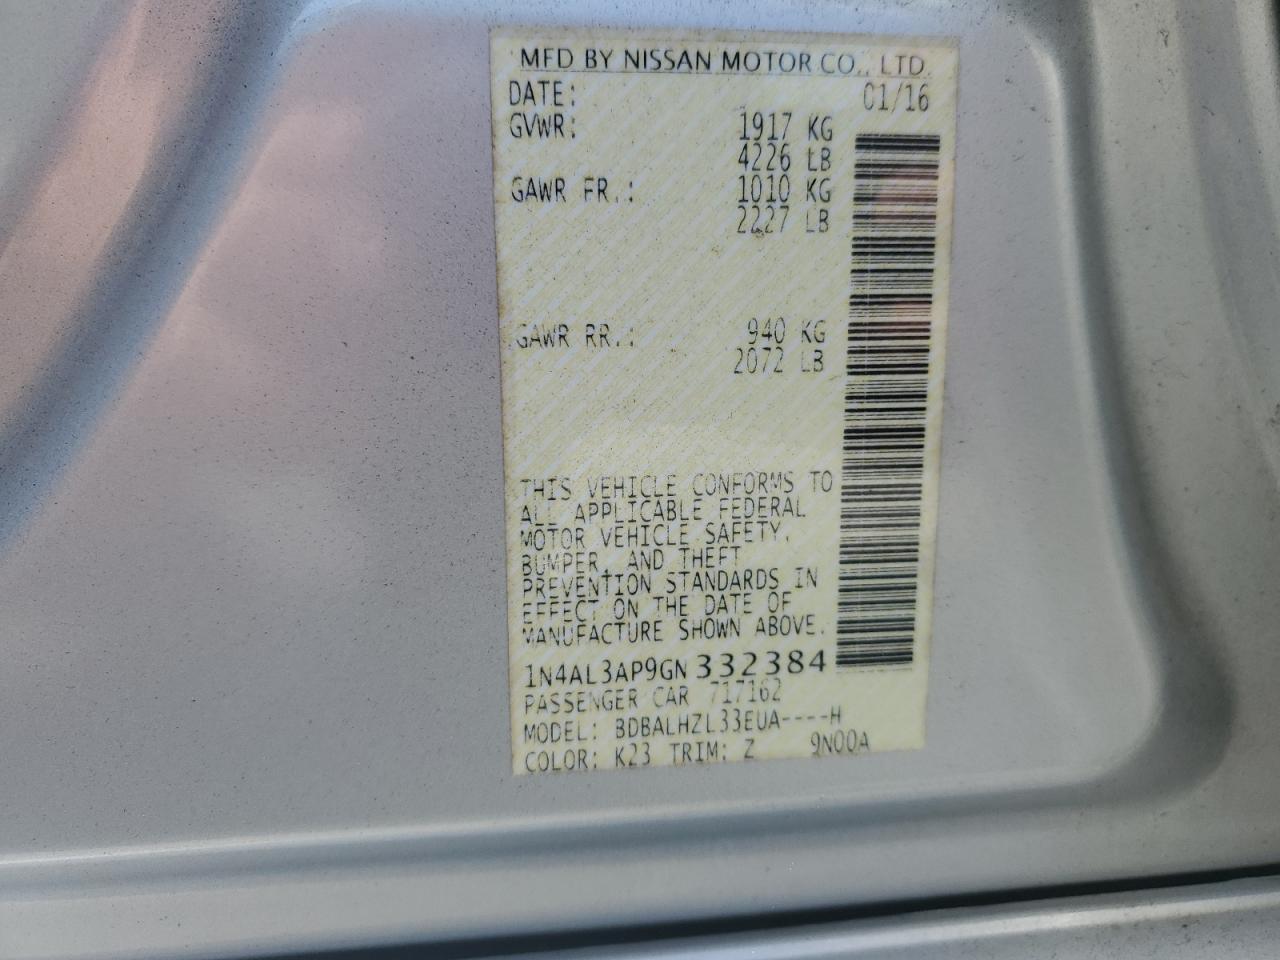 MFD BY NISSAN MOTOR CO., LTD.
DATE: 01/16
GVWR: 1917 KG
4226 LB
GAWR FR.: 1010 KG
2227 LB
GAWR RR.: 940 KG
2072 LB
THIS VEHICLE CONFORMS TO
ALL APPLICABLE FEDERAL
MOTOR VEHICLE SAFETY,
BUMPER, AND THEFT
PREVENTION STANDARDS IN
EFFECT ON THE DATE OF
MANUFACTURE SHOWN ABOVE.
1N4AL3AP9GN332384
PASSENGER CAR 717162
MODEL: BDBALHZL33EUA----H
COLOR: K23 TRIM: Z 9N00A